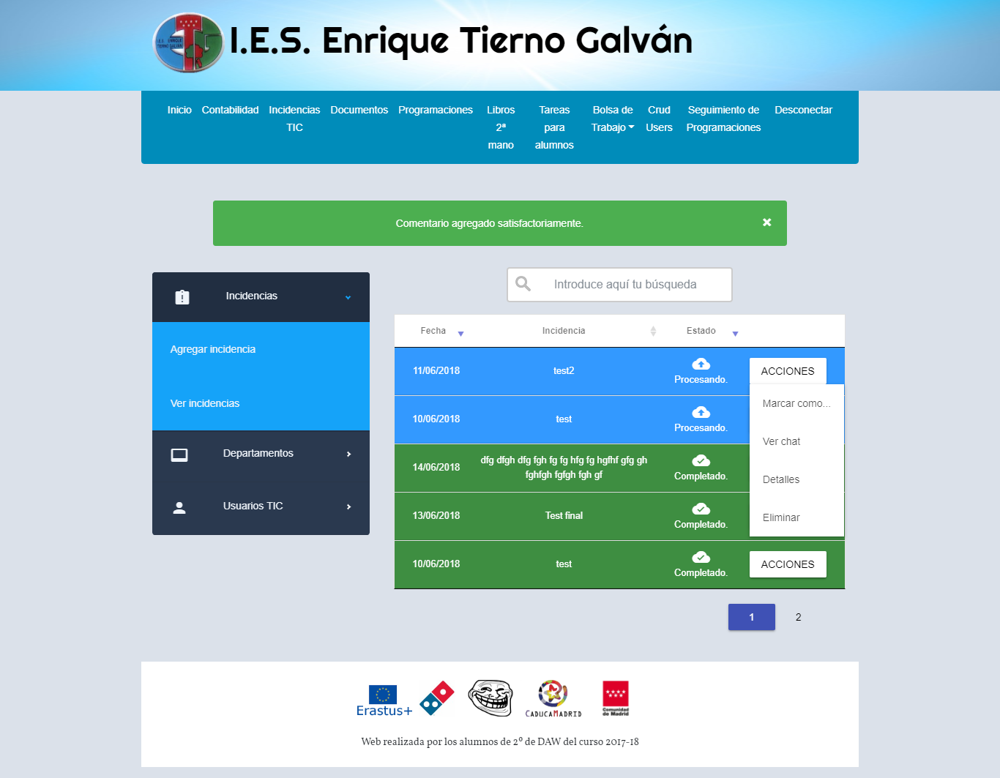 I.E.S. ENRIQUE
TIERNO GALVÁN
I.E.S. Enrique Tierno Galván
Inicio
Contabilidad
Incidencias
TIC
Documentos
Programaciones
Libros
2ª
mano
Tareas
para
alumnos
Bolsa de
Trabajo
Crud
Users
Seguimiento de
Programaciones
Desconectar
Comentario agregado satisfactoriamente.
Incidencias
Agregar incidencia
Ver incidencias
Departamentos
Usuarios TIC
Introduce aquí tu búsqueda
Fecha Incidencia Estado
11/06/2018 test2 Procesando. ACCIONES
Marcar como...
Ver chat
Detalles
Eliminar
10/06/2018 test Procesando.
14/06/2018 dfg dfgh dfg fgh fg fg hfg fg hgfhf gfg gh
fghfgh fgfgh fgh gf Completado.
13/06/2018 Test final Completado.
10/06/2018 test Completado. ACCIONES
1 2
Erasmus+
CADUCAMADRID
Comunidad
de Madrid
Web realizada por los alumnos de 2º de DAW del curso 2017-18